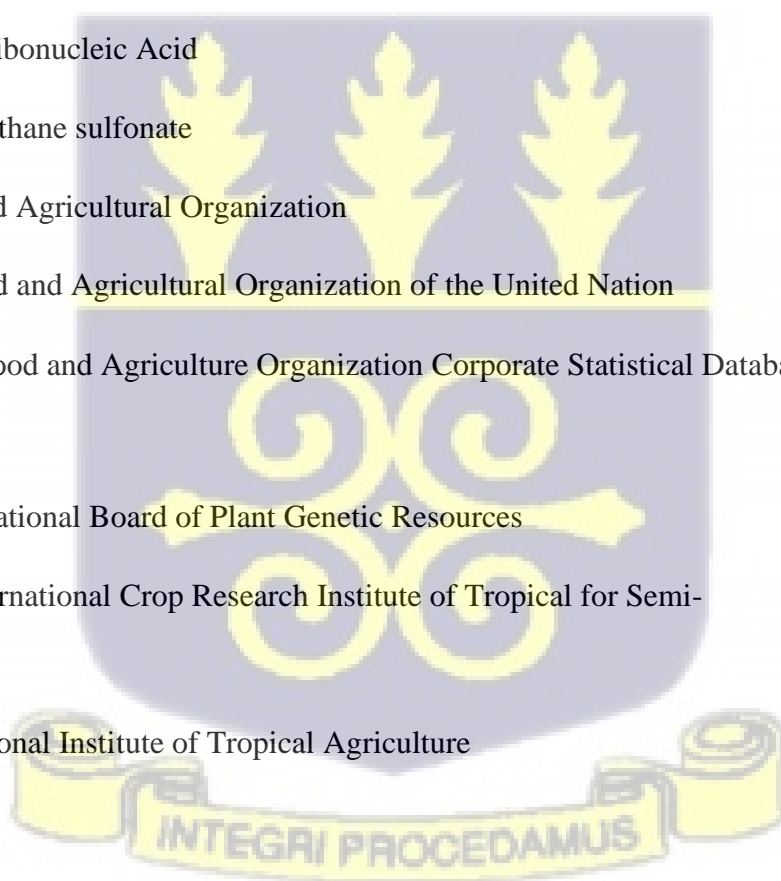 ibonucleic Acid
thane sulfonate
d Agricultural Organization
d and Agricultural Organization of the United Nation
ood and Agriculture Organization Corporate Statistical Databa
ational Board of Plant Genetic Resources
rnational Crop Research Institute of Tropical for Semi-
onal Institute of Tropical Agriculture
INTEGRI PROCEDAMUS